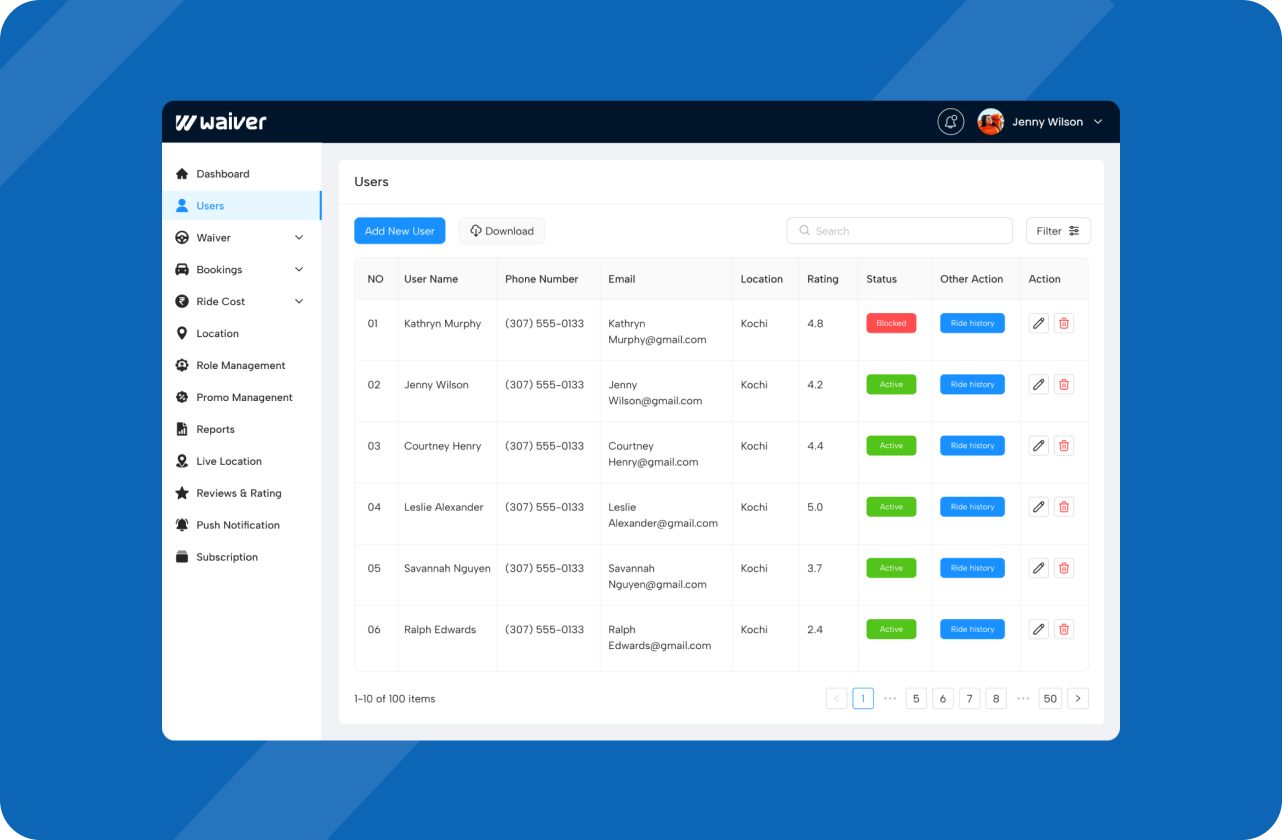 waiver
Jenny Wilson
Dashboard
Users
Waiver
Bookings
Ride Cost
Location
Role Management
Promo Managenent
Reports
Live Location
Reviews & Rating
Push Notification
Subscription
Users
Add New User Download Search Filter
NO User Name Phone Number Email Location Rating Status Other Action Action
01 Kathryn Murphy (307) 555-0133 Kathryn Kochi 4.8 Blocked Ride history
Murphy@gmail.com
02 Jenny Wilson (307) 555-0133 Jenny Kochi 4.2 Active Ride history
Wilson@gmail.com
03 Courtney Henry (307) 555-0133 Courtney Kochi 4.4 Active Ride history
Henry@gmail.com
04 Leslie Alexander (307) 555-0133 Leslie Kochi 5.0 Active Ride history
Alexander@gmail.com
05 Savannah Nguyen (307) 555-0133 Savannah Kochi 3.7 Active Ride history
Nguyen@gmail.com
06 Ralph Edwards (307) 555-0133 Ralph Kochi 2.4 Active Ride history
Edwards@gmail.com
1-10 of 100 items < 1 ••• 5 6 7 8 ••• 50 >